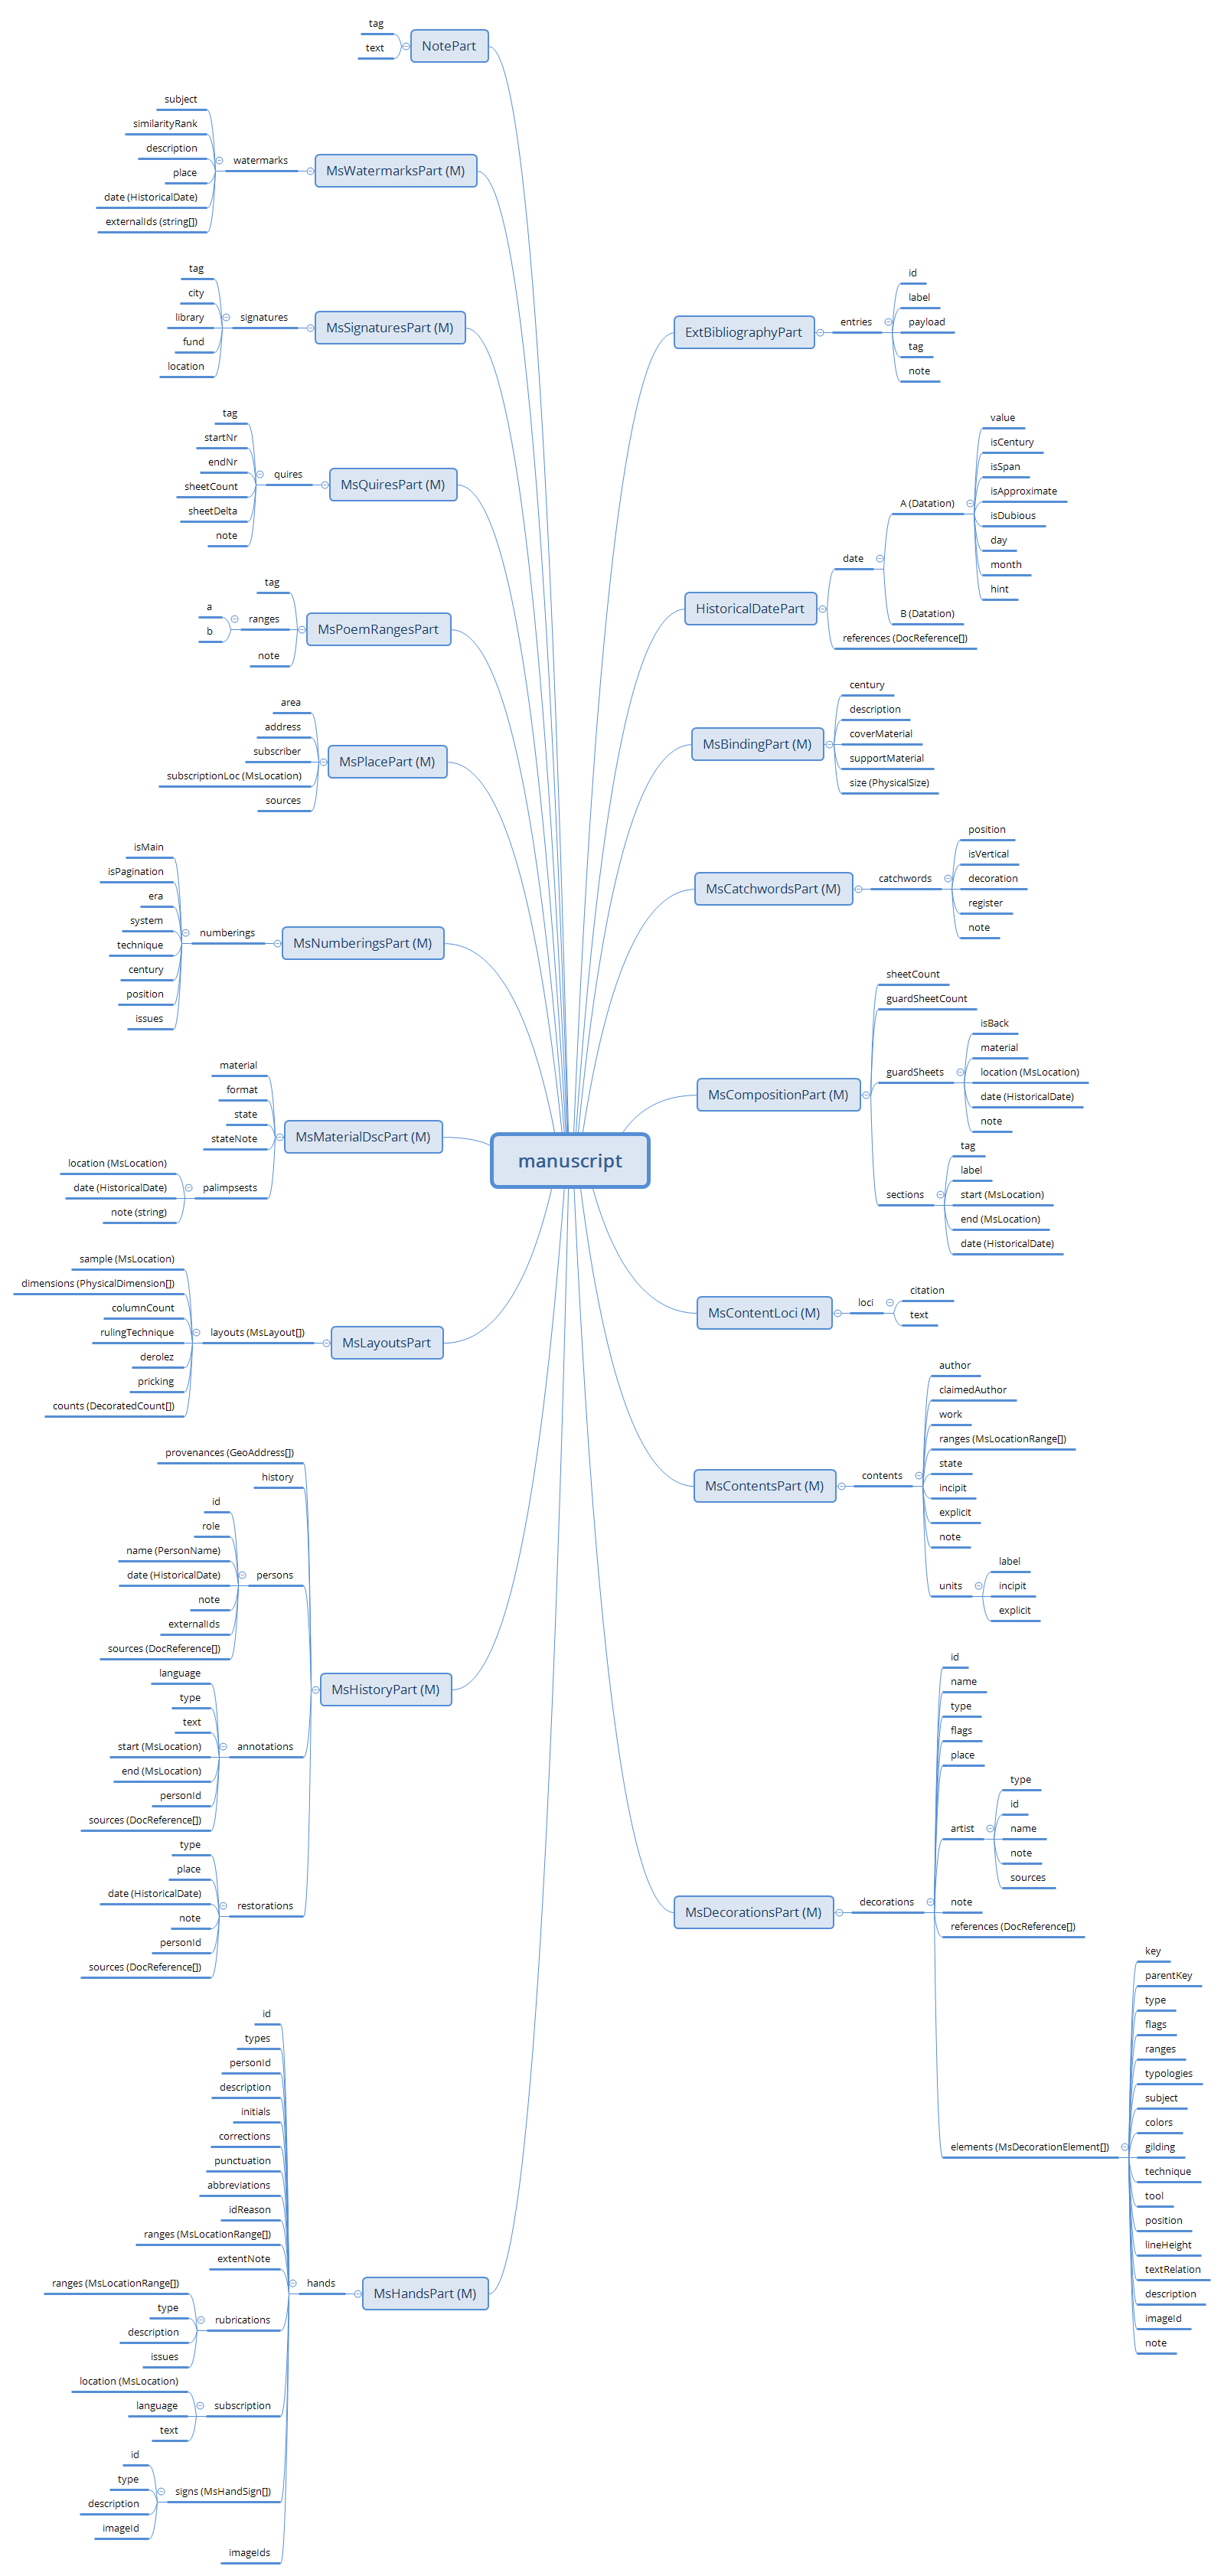 manuscript
NotePart
tag
text
MsWatermarksPart (M)
watermarks
subject
similarityRank
description
place
date (HistoricalDate)
externalIds (string[])
MsSignaturesPart (M)
signatures
tag
city
library
fund
location
MsQuiresPart (M)
quires
tag
startNr
endNr
sheetCount
sheetDelta
note
MsPoemRangesPart
tag
ranges
a
b
note
MsPlacePart (M)
area
address
subscriber
subscriptionLoc (MsLocation)
sources
MsNumberingsPart (M)
numberings
isMain
isPagination
era
system
technique
century
position
issues
MsMaterialDscPart (M)
material
format
state
stateNote
palimpsests
location (MsLocation)
date (HistoricalDate)
note (string)
MsLayoutsPart
layouts (MsLayout[])
sample (MsLocation)
dimensions (PhysicalDimension[])
columnCount
rulingTechnique
derolez
pricking
counts (DecoratedCount[])
MsHistoryPart (M)
provenances (GeoAddress[])
history
persons
id
role
name (PersonName)
date (HistoricalDate)
note
externalIds
sources (DocReference[])
annotations
language
type
text
start (MsLocation)
end (MsLocation)
personId
sources (DocReference[])
restorations
type
place
date (HistoricalDate)
note
personId
sources (DocReference[])
MsHandsPart (M)
hands
id
types
personId
description
initials
corrections
punctuation
abbreviations
idReason
ranges (MsLocationRange[])
extentNote
rubrications
ranges (MsLocationRange[])
type
description
issues
subscription
location (MsLocation)
language
text
signs (MsHandSign[])
id
type
description
imageId
imageIds
ExtBibliographyPart
entries
id
label
payload
tag
note
HistoricalDatePart
date
A (Datation)
value
isCentury
isSpan
isApproximate
isDubious
day
month
hint
B (Datation)
references (DocReference[])
MsBindingPart (M)
century
description
coverMaterial
supportMaterial
size (PhysicalSize)
MsCatchwordsPart (M)
catchwords
position
isVertical
decoration
register
note
MsCompositionPart (M)
sheetCount
guardSheetCount
guardSheets
isBack
material
location (MsLocation)
date (HistoricalDate)
note
sections
tag
label
start (MsLocation)
end (MsLocation)
date (HistoricalDate)
MsContentLoci (M)
loci
citation
text
MsContentsPart (M)
contents
author
claimedAuthor
work
ranges (MsLocationRange[])
state
incipit
explicit
note
units
label
incipit
explicit
MsDecorationsPart (M)
decorations
id
name
type
flags
place
artist
type
id
name
note
sources
note
references (DocReference[])
elements (MsDecorationElement[])
key
parentKey
type
flags
ranges
typologies
subject
colors
gilding
technique
tool
position
lineHeight
textRelation
description
imageId
note